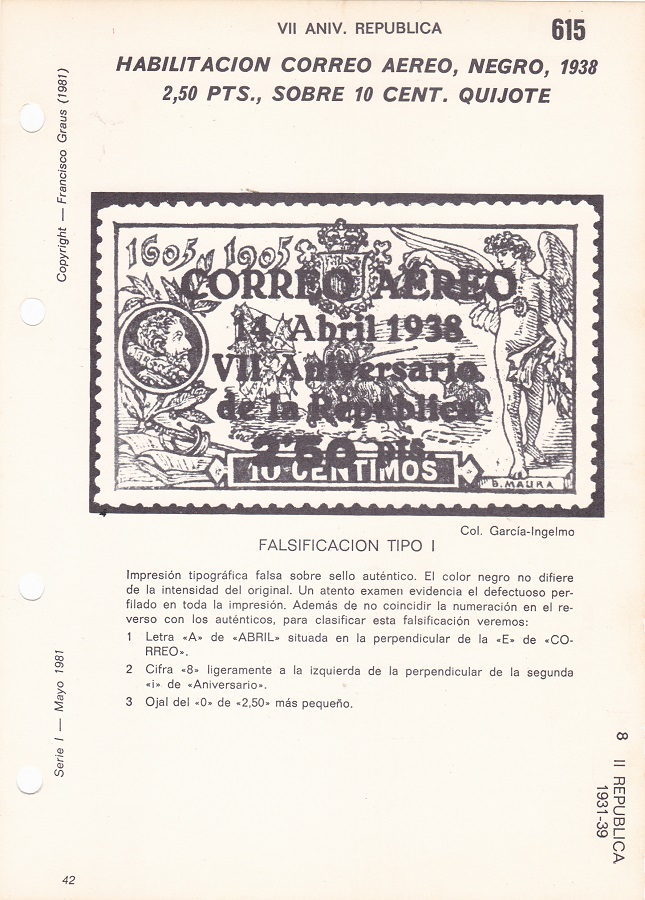 VII ANIV. REPUBLICA
615
HABILITACION CORREO AEREO, NEGRO, 1938
2,50 PTS., SOBRE 10 CENT. QUIJOTE
Copyright — Francisco Graus (1981)
1605 1905
CORREO AEREO
14 Abril 1938
VII Aniversario
de la República
2'50 pts.
10 CENTIMOS
B. MAURA
Col. García-Ingelmo
FALSIFICACION TIPO I
Impresión tipográfica falsa sobre sello auténtico. El color negro no difiere
de la intensidad del original. Un atento examen evidencia el defectuoso per-
filado en toda la impresión. Además de no coincidir la numeración en el re-
verso con los auténticos, para clasificar esta falsificación veremos:
1 Letra «A» de «ABRIL» situada en la perpendicular de la «E» de «CO-
RREO».
2 Cifra «8» ligeramente a la izquierda de la perpendicular de la segunda
«i» de «Aniversario».
3 Ojal del «0» de «2,50» más pequeño.
Serie I — Mayo 1981
8 II REPUBLICA
1931-39
42